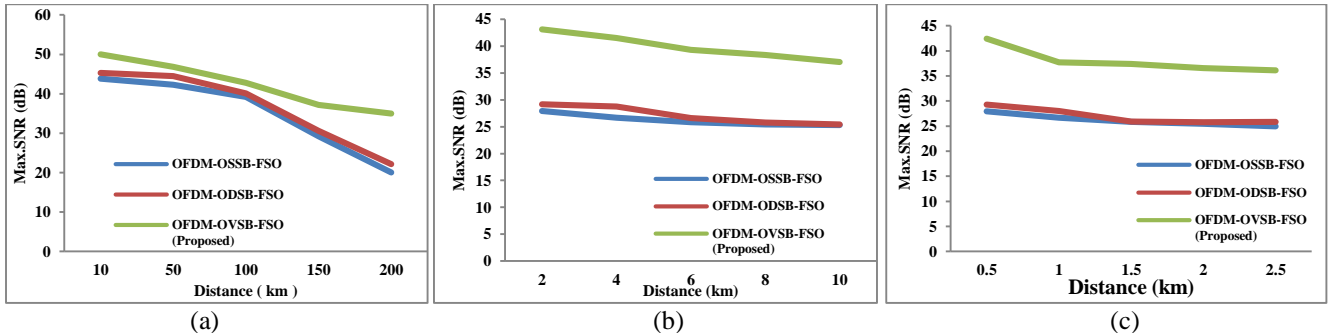 60
50
40
30
20
10
0
Max.SNR (dB)
OFDM-OSSB-FSO
OFDM-ODSB-FSO
OFDM-OVSB-FSO
(Proposed)
10 50 100 150 200
Distance ( km )
(a)
45
40
35
30
25
20
15
10
5
0
Max.SNR (dB)
OFDM-OSSB-FSO
OFDM-ODSB-FSO
OFDM-OVSB-FSO
(Proposed)
2 4 6 8 10
Distance (km)
(b)
45
40
35
30
25
20
15
10
5
0
Max.SNR (dB)
OFDM-OSSB-FSO
OFDM-ODSB-FSO
OFDM-OVSB-FSO
(Proposed)
0.5 1 1.5 2 2.5
Distance (km)
(c)